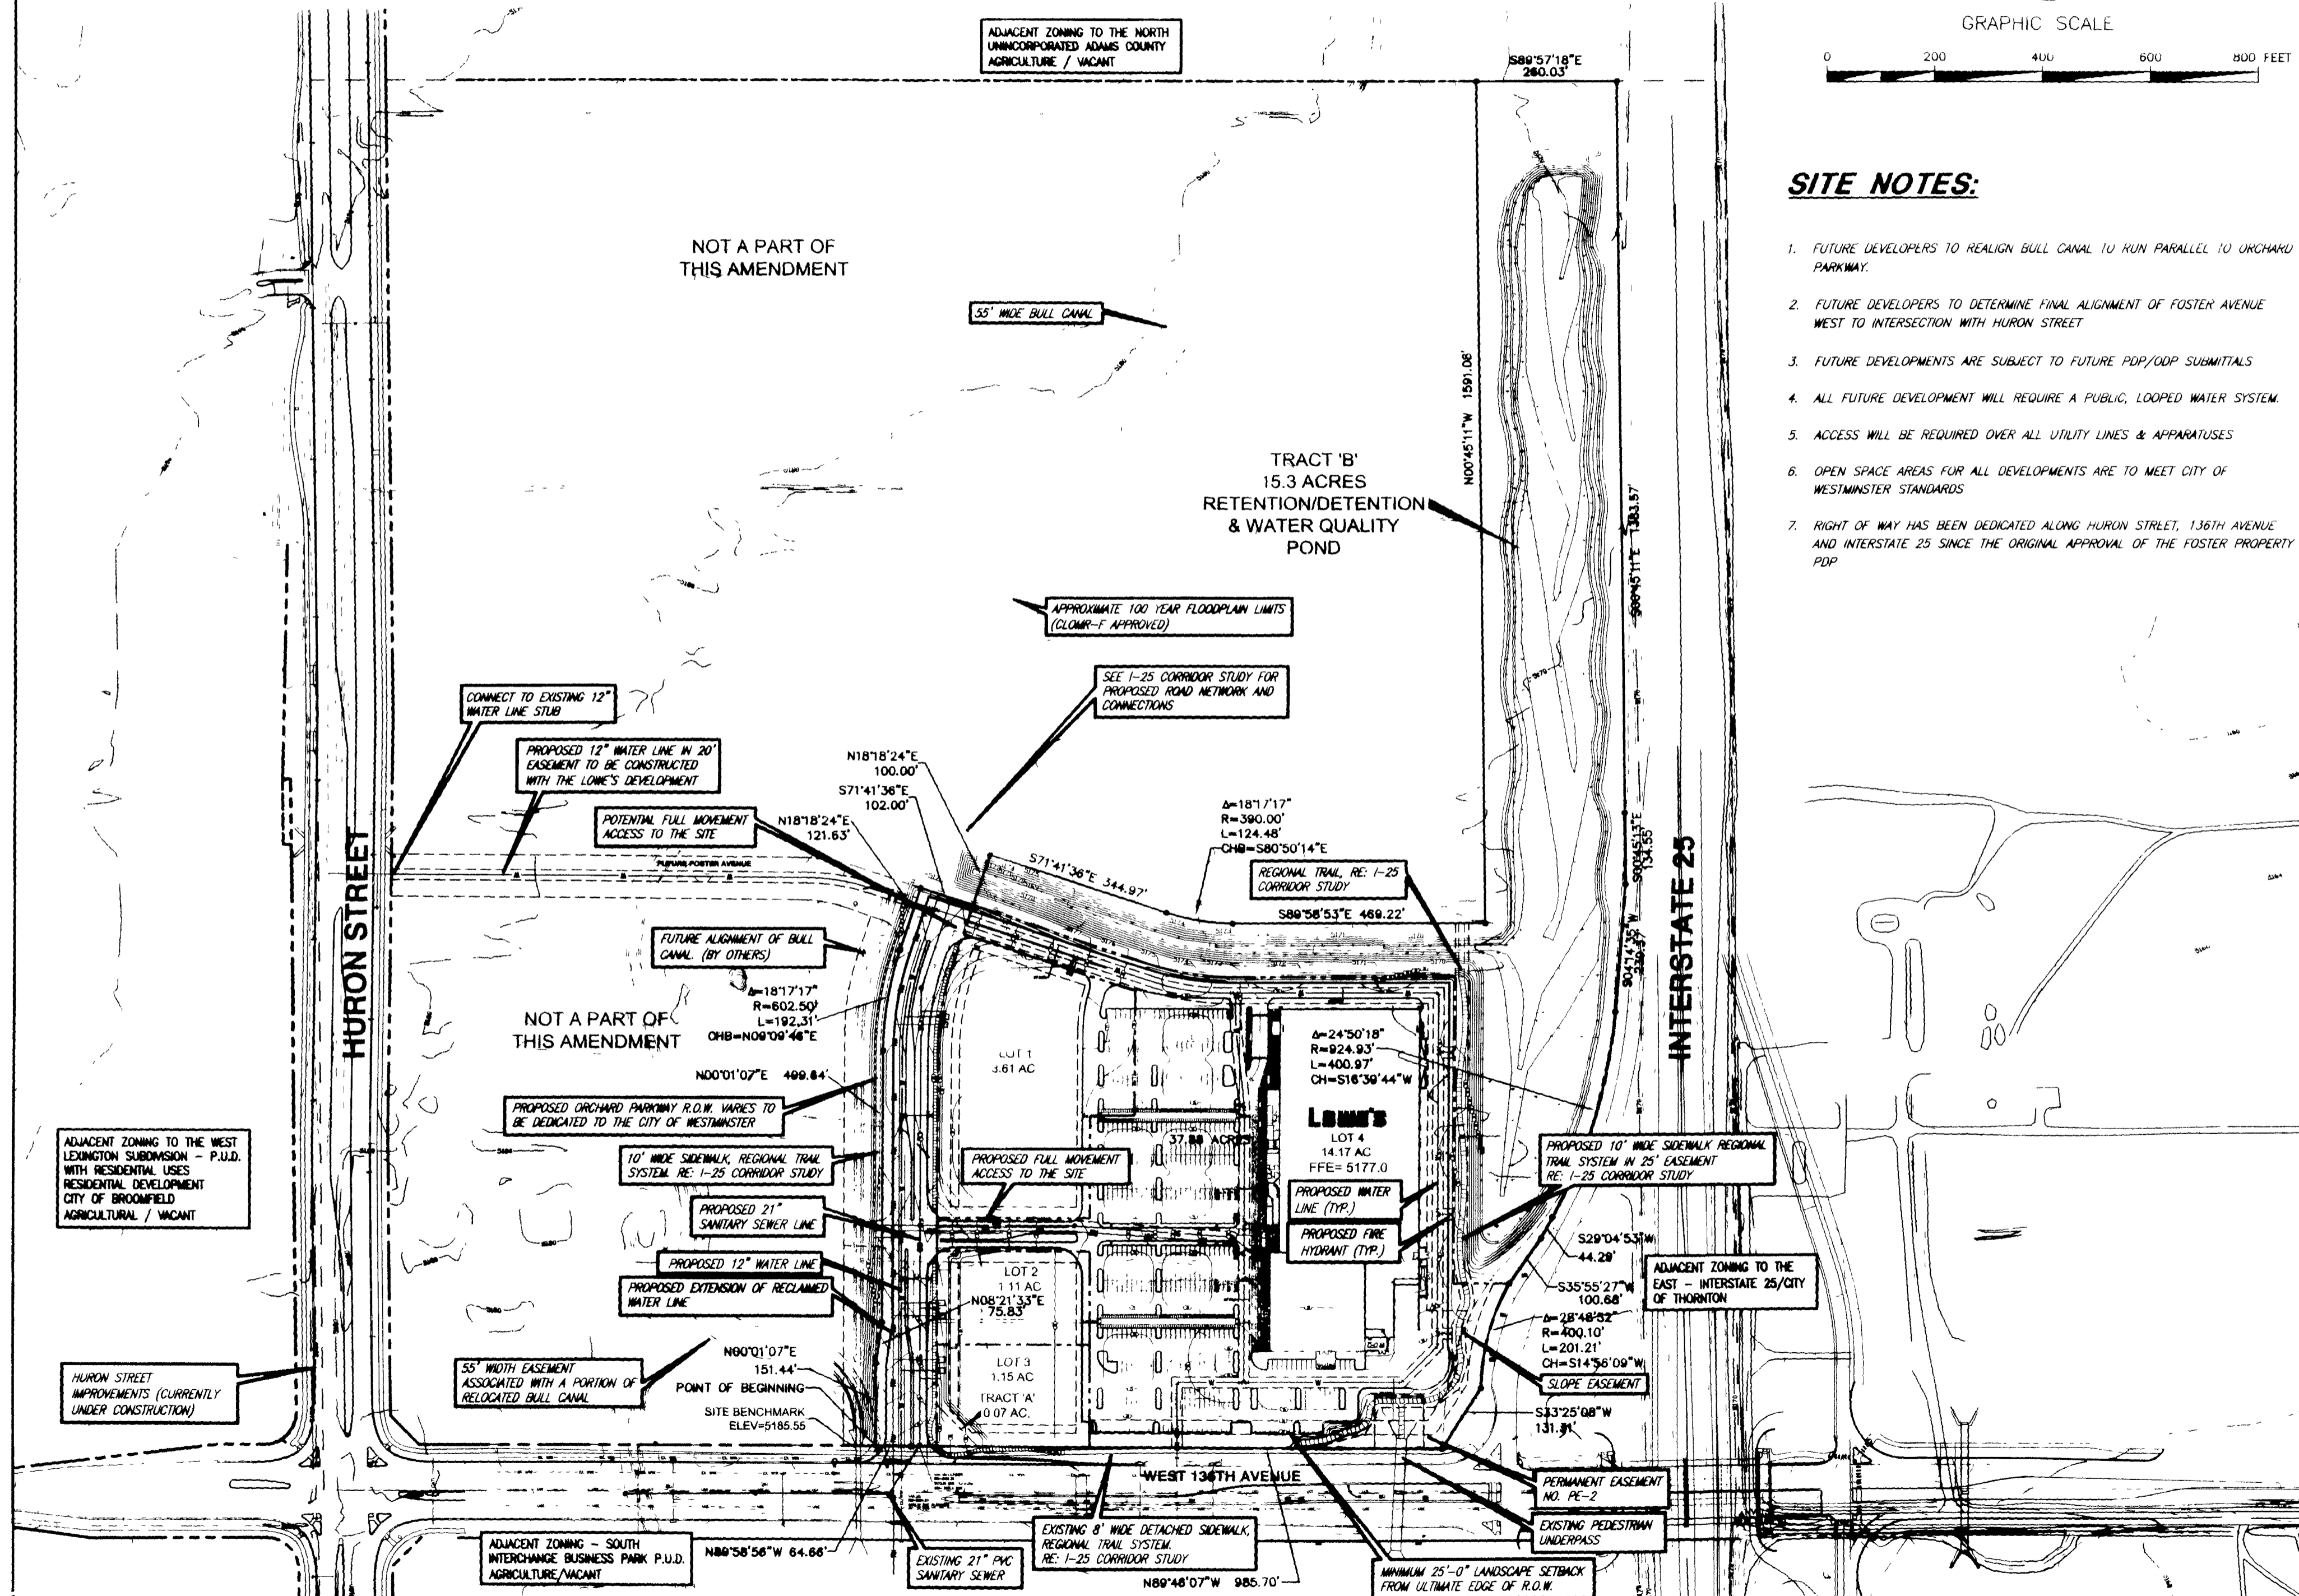 GRAPHIC SCALE
0 200 400 600 800 FEET
ADJACENT ZONING TO THE NORTH
UNINCORPORATED ADAMS COUNTY
AGRICULTURE / VACANT
S89°57'18"E
260.03'
SITE NOTES:
1. FUTURE DEVELOPERS TO REALIGN BULL CANAL TO RUN PARALLEL TO ORCHARD
PARKWAY.
2. FUTURE DEVELOPERS TO DETERMINE FINAL ALIGNMENT OF FOSTER AVENUE
WEST TO INTERSECTION WITH HURON STREET
3. FUTURE DEVELOPMENTS ARE SUBJECT TO FUTURE PDP/ODP SUBMITTALS
4. ALL FUTURE DEVELOPMENT WILL REQUIRE A PUBLIC, LOOPED WATER SYSTEM.
5. ACCESS WILL BE REQUIRED OVER ALL UTILITY LINES & APPARATUSES
6. OPEN SPACE AREAS FOR ALL DEVELOPMENTS ARE TO MEET CITY OF
WESTMINSTER STANDARDS
7. RIGHT OF WAY HAS BEEN DEDICATED ALONG HURON STREET, 136TH AVENUE
AND INTERSTATE 25 SINCE THE ORIGINAL APPROVAL OF THE FOSTER PROPERTY
PDP
NOT A PART OF
THIS AMENDMENT
55' WIDE BULL CANAL
N00°45'11"W 1591.08'
TRACT 'B'
15.3 ACRES
RETENTION/DETENTION
& WATER QUALITY
POND
S00°45'11"E 1383.57'
APPROXIMATE 100 YEAR FLOODPLAIN LIMITS
(CLOMR-F APPROVED)
SEE I-25 CORRIDOR STUDY FOR
PROPOSED ROAD NETWORK AND
CONNECTIONS
CONNECT TO EXISTING 12"
WATER LINE STUB
PROPOSED 12" WATER LINE IN 20'
EASEMENT TO BE CONSTRUCTED
WITH THE LOWE'S DEVELOPMENT
N18°18'24"E
100.00'
S71°41'36"E
102.00'
POTENTIAL FULL MOVEMENT
ACCESS TO THE SITE
N18°18'24"E
121.63'
Δ=18°17'17"
R=390.00'
L=124.48'
CHB=S80°50'14"E
S00°45'13"E
134.55'
FUTURE FOSTER AVENUE
S71°41'36"E 344.97'
REGIONAL TRAIL, RE: I-25
CORRIDOR STUDY
S89°58'53"E 469.22'
HURON STREET
INTERSTATE 25
FUTURE ALIGNMENT OF BULL
CANAL. (BY OTHERS)
Δ=18°17'17"
R=602.50'
L=192.31'
CHB=N09°09'46"E
NOT A PART OF
THIS AMENDMENT
N00°01'07"E 499.64'
LOT 1
3.61 AC
Δ=24°50'18"
R=924.93'
L=400.97'
CH=S16°39'44"W
LOWE'S
LOT 4
14.17 AC
FFE= 5177.0
PROPOSED ORCHARD PARKWAY R.O.W. VARIES TO
BE DEDICATED TO THE CITY OF WESTMINSTER
ADJACENT ZONING TO THE WEST
LEXINGTON SUBDIVISION - P.U.D.
WITH RESIDENTIAL USES
RESIDENTIAL DEVELOPMENT
CITY OF BROOMFIELD
AGRICULTURAL / VACANT
10' WIDE SIDEWALK, REGIONAL TRAIL
SYSTEM. RE: I-25 CORRIDOR STUDY
PROPOSED FULL MOVEMENT
ACCESS TO THE SITE
PROPOSED 10' WIDE SIDEWALK REGIONAL
TRAIL SYSTEM IN 25' EASEMENT
RE: I-25 CORRIDOR STUDY
PROPOSED WATER
LINE (TYP.)
PROPOSED 21"
SANITARY SEWER LINE
PROPOSED FIRE
HYDRANT (TYP.)
S29°04'53"W
44.29'
PROPOSED 12" WATER LINE
PROPOSED EXTENSION OF RECLAIMED
WATER LINE
LOT 2
1.11 AC
N08°21'33"E
75.83'
S35°55'27"W
100.68'
ADJACENT ZONING TO THE
EAST - INTERSTATE 25/CITY
OF THORNTON
Δ=28°48'52"
R=400.10'
L=201.21'
CH=S14°56'09"W
SLOPE EASEMENT
HURON STREET
IMPROVEMENTS (CURRENTLY
UNDER CONSTRUCTION)
55' WIDTH EASEMENT
ASSOCIATED WITH A PORTION OF
RELOCATED BULL CANAL
N00°01'07"E
151.44'
POINT OF BEGINNING
SITE BENCHMARK
ELEV=5185.55
LOT 3
1.15 AC
TRACT 'A'
0.07 AC.
S33°25'08"W
WEST 136TH AVENUE
PERMANENT EASEMENT
NO. PE-2
EXISTING PEDESTRIAN
UNDERPASS
ADJACENT ZONING - SOUTH
INTERCHANGE BUSINESS PARK P.U.D.
AGRICULTURE/VACANT
N89°58'56"W 64.66'
EXISTING 21" PVC
SANITARY SEWER
EXISTING 8' WIDE DETACHED SIDEWALK,
REGIONAL TRAIL SYSTEM.
RE: I-25 CORRIDOR STUDY
N89°46'07"W 985.70'
MINIMUM 25'-0" LANDSCAPE SETBACK
FROM ULTIMATE EDGE OF R.O.W.